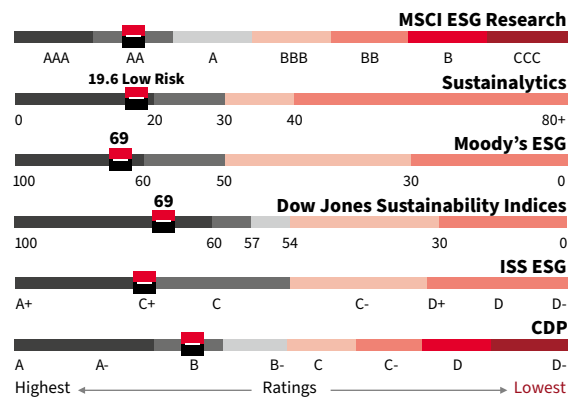 MSCI ESG Research
AAA AA A BBB BB B CCC
19.6 Low Risk
Sustainalytics
0 20 30 40 80+
Moody’s ESG
69
100 60 50 30 0
Dow Jones Sustainability Indices
69
100 60 57 54 30 0
ISS ESG
A+ C+ C C- D+ D D-
CDP
A A- B B- C C- D D-
Highest Ratings Lowest